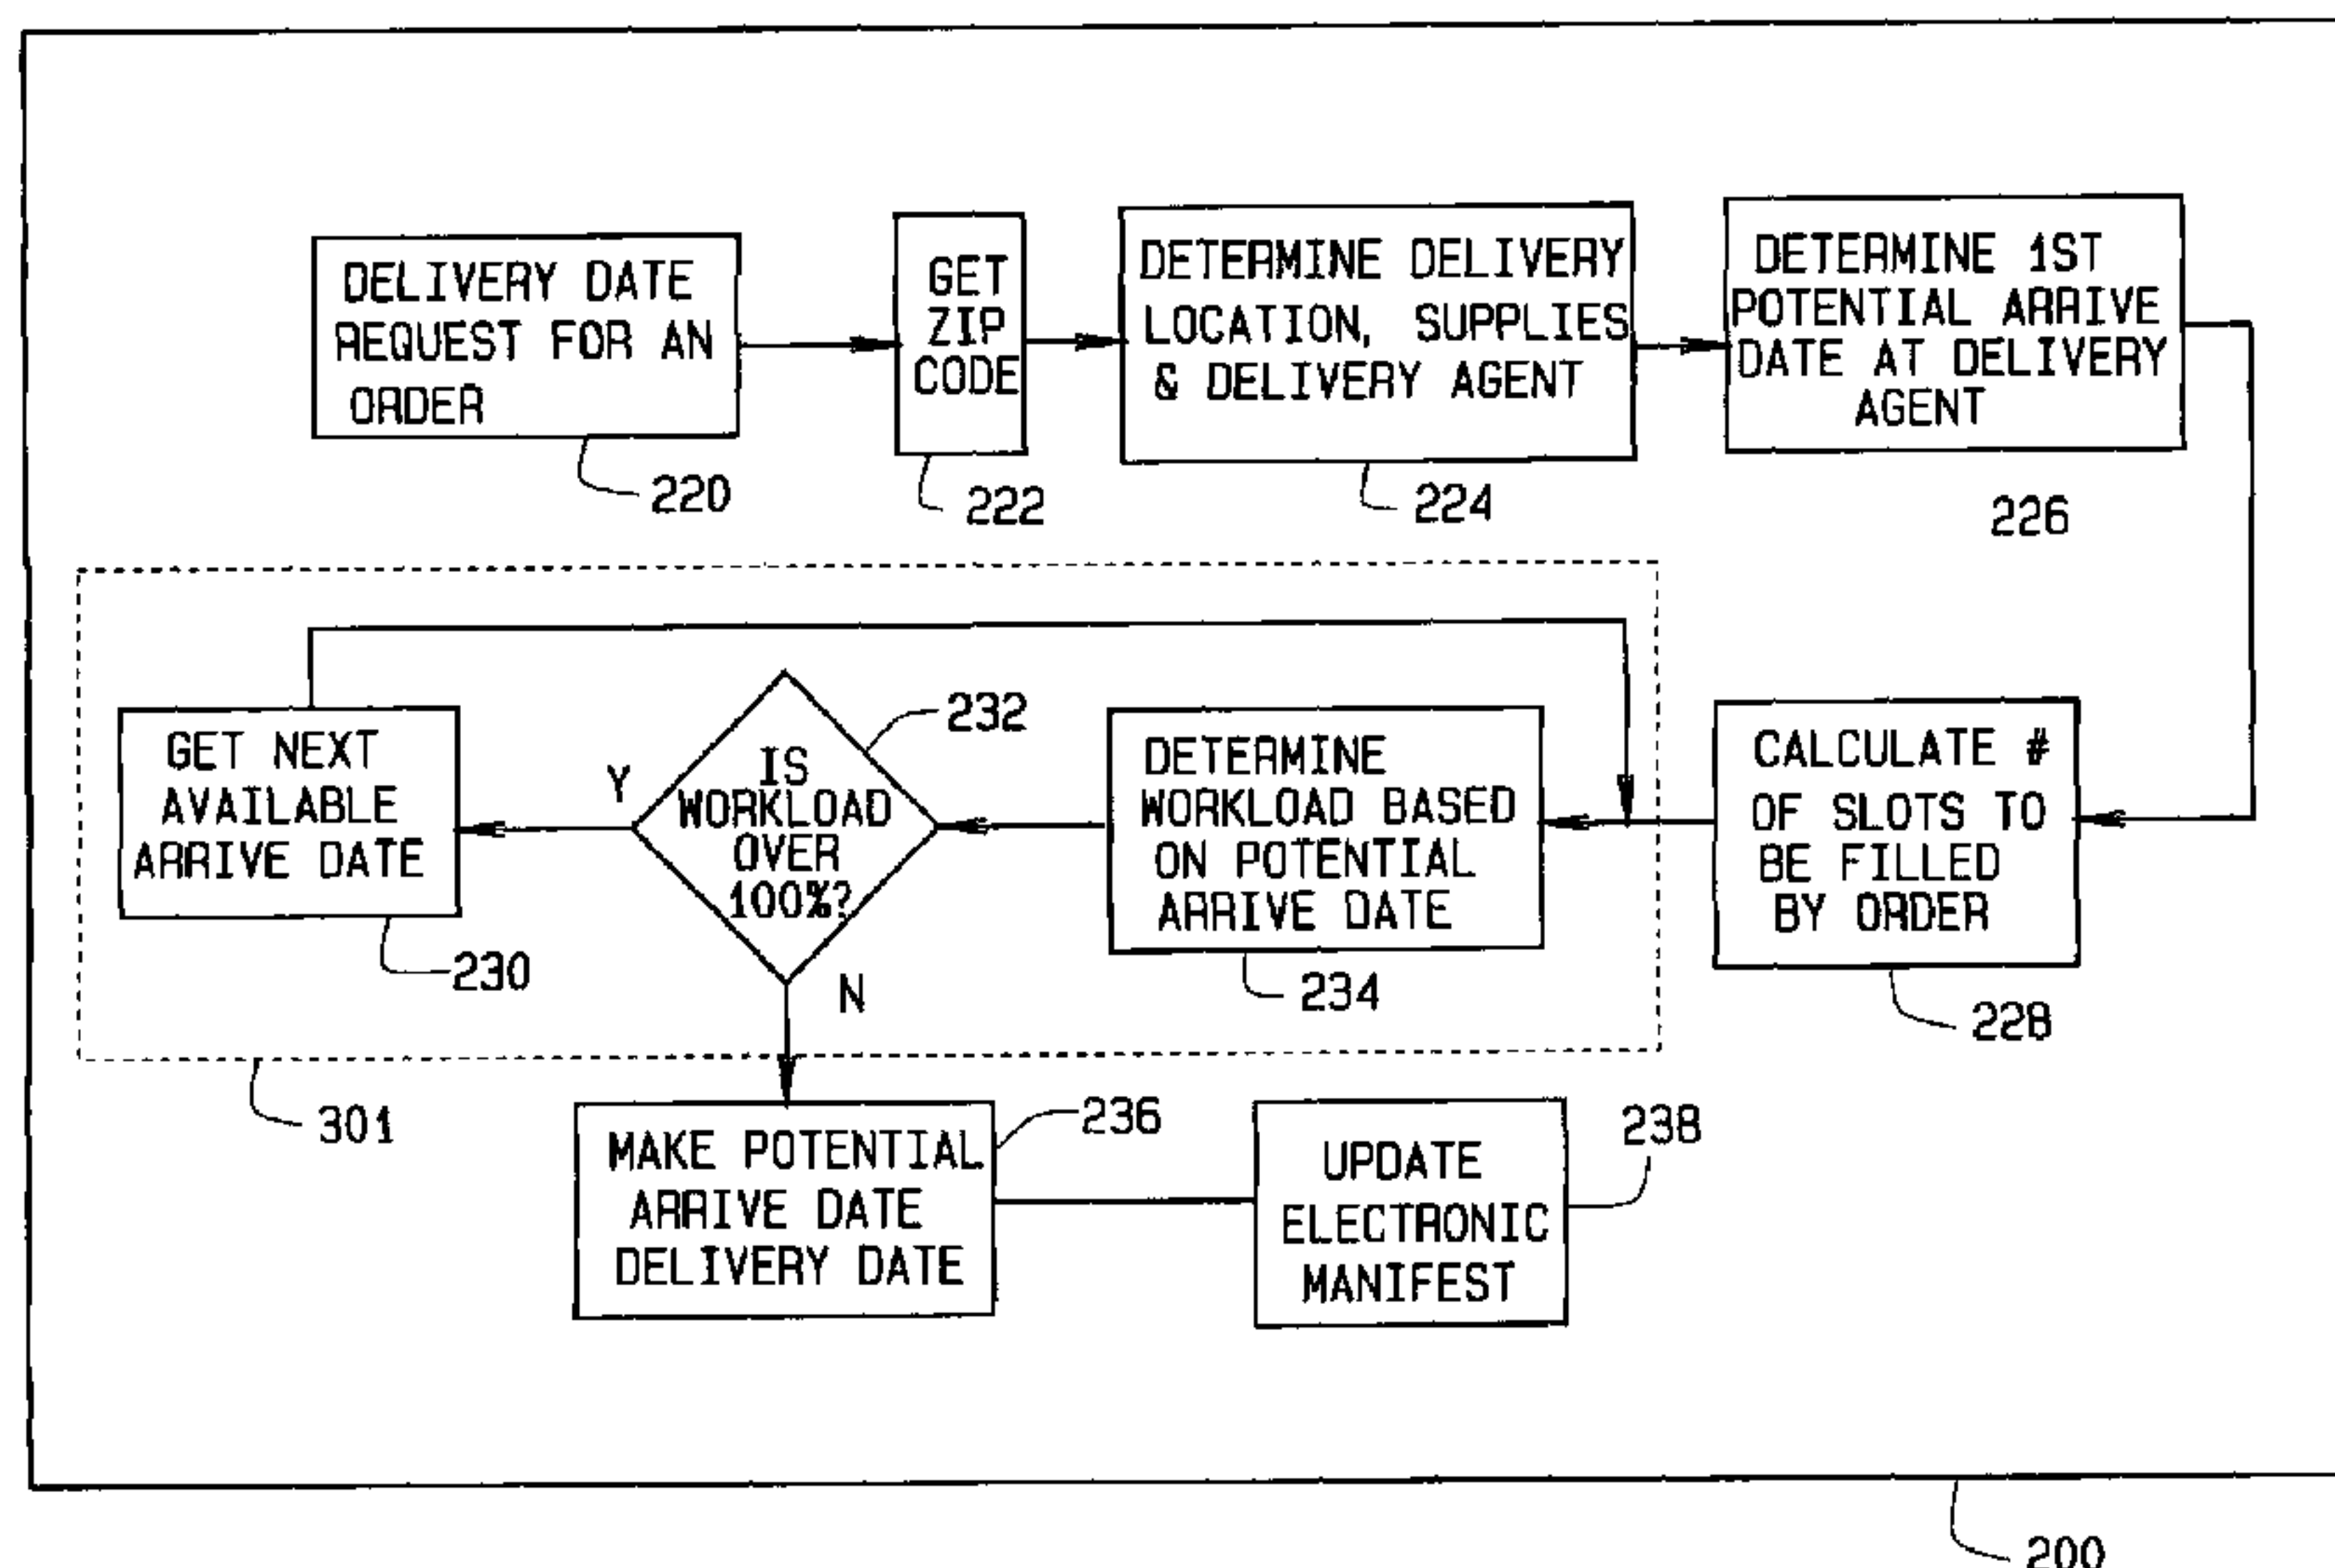 DELIVERY DATE
REQUEST FOR AN
ORDER
220
GET
ZIP
CODE
222
DETERMINE DELIVERY
LOCATION, SUPPLIES
& DELIVERY AGENT
224
DETERMINE 1ST
POTENTIAL ARRIVE
DATE AT DELIVERY
AGENT
226
CALCULATE #
OF SLOTS TO
BE FILLED
BY ORDER
228
DETERMINE
WORKLOAD BASED
ON POTENTIAL
ARRIVE DATE
234
IS
WORKLOAD
OVER
100%?
232
Y
N
GET NEXT
AVAILABLE
ARRIVE DATE
230
301
MAKE POTENTIAL
ARRIVE DATE
DELIVERY DATE
236
UPDATE
ELECTRONIC
MANIFEST
238
200